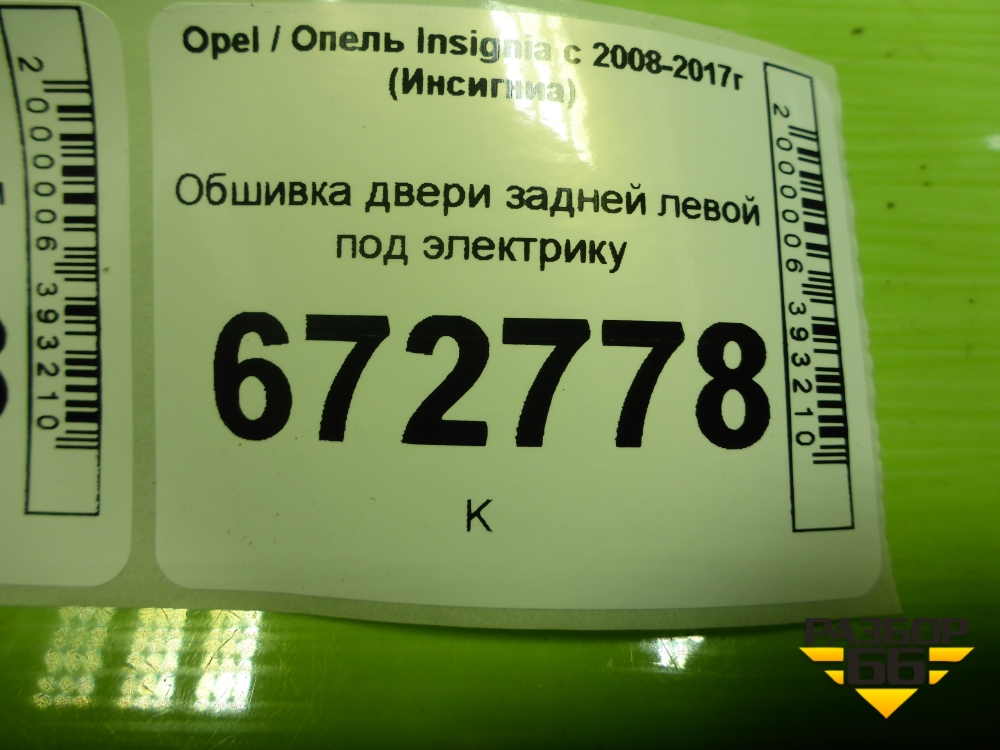 Opel / Опель Insignia с 2008-2017г
(Инсигниа)
Обшивка двери задней левой
под электрику
672778
К
2000006393210
2000006393210
РАЗБОР
66